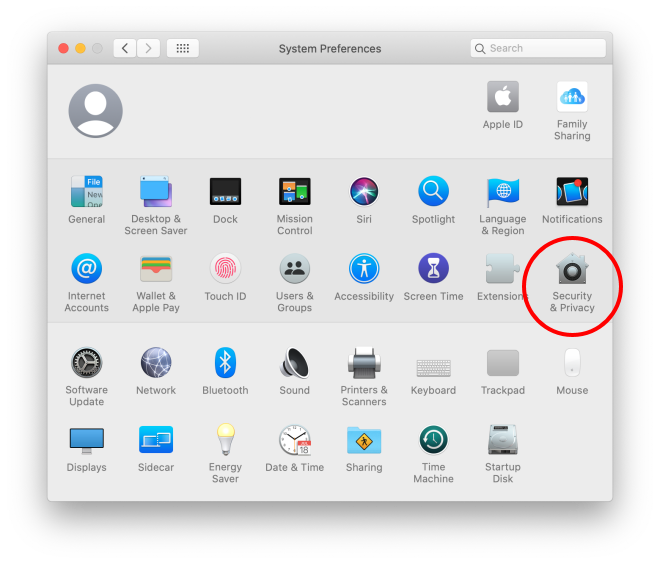 System Preferences
Search
Apple ID
Family
Sharing
File
New
General
Desktop &
Screen Saver
Dock
Mission
Control
Siri
Spotlight
Language
& Region
Notifications
@
Internet
Accounts
Wallet &
Apple Pay
Touch ID
Users &
Groups
Accessibility
Screen Time
Extensions
Security
& Privacy
Software
Update
Network
Bluetooth
Sound
Printers &
Scanners
Keyboard
Trackpad
Mouse
Displays
Sidecar
Energy
Saver
JUL
18
Date & Time
Sharing
Time
Machine
Startup
Disk